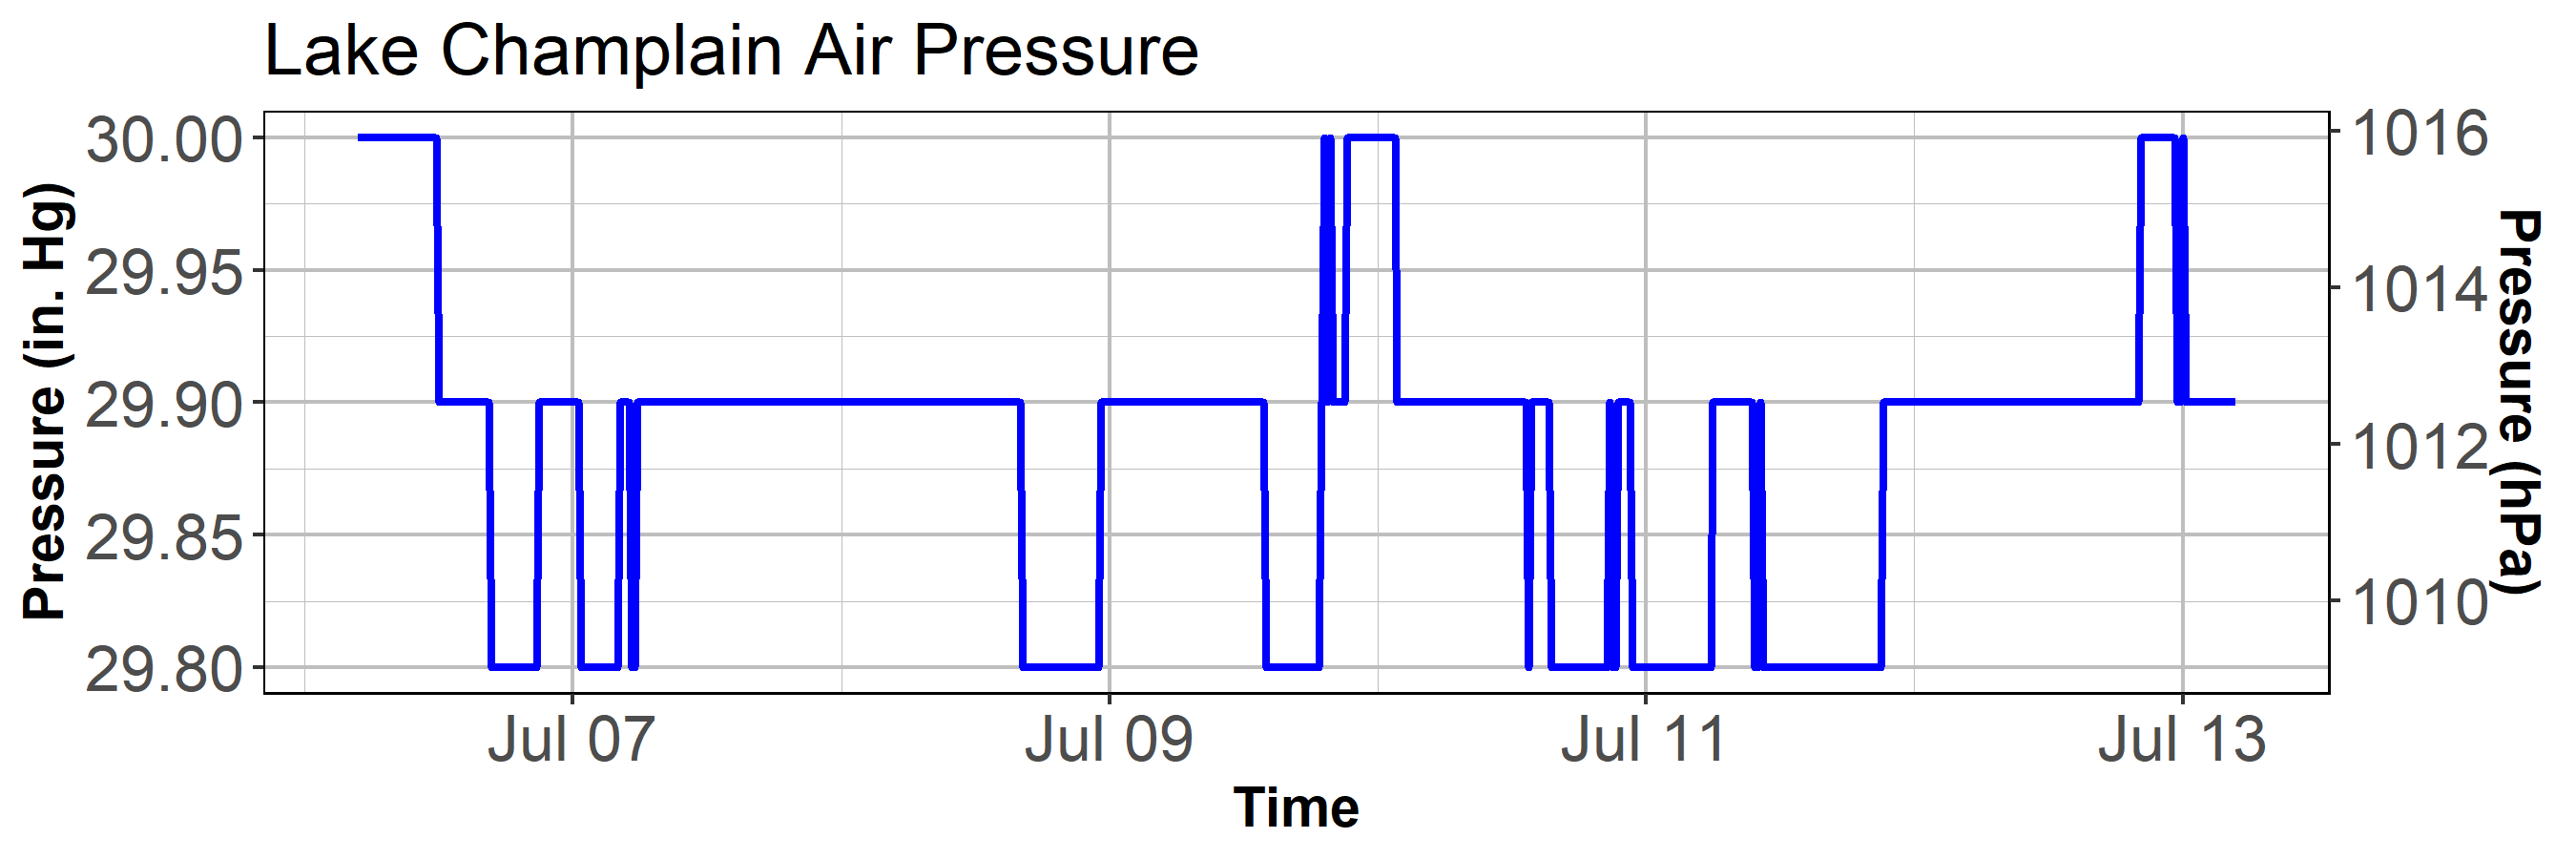 Lake Champlain Air Pressure
30.00
29.95
29.90
29.85
29.80
Pressure (in. Hg)
1016
1014
1012
1010
Pressure (hPa)
Jul 07
Jul 09
Jul 11
Jul 13
Time